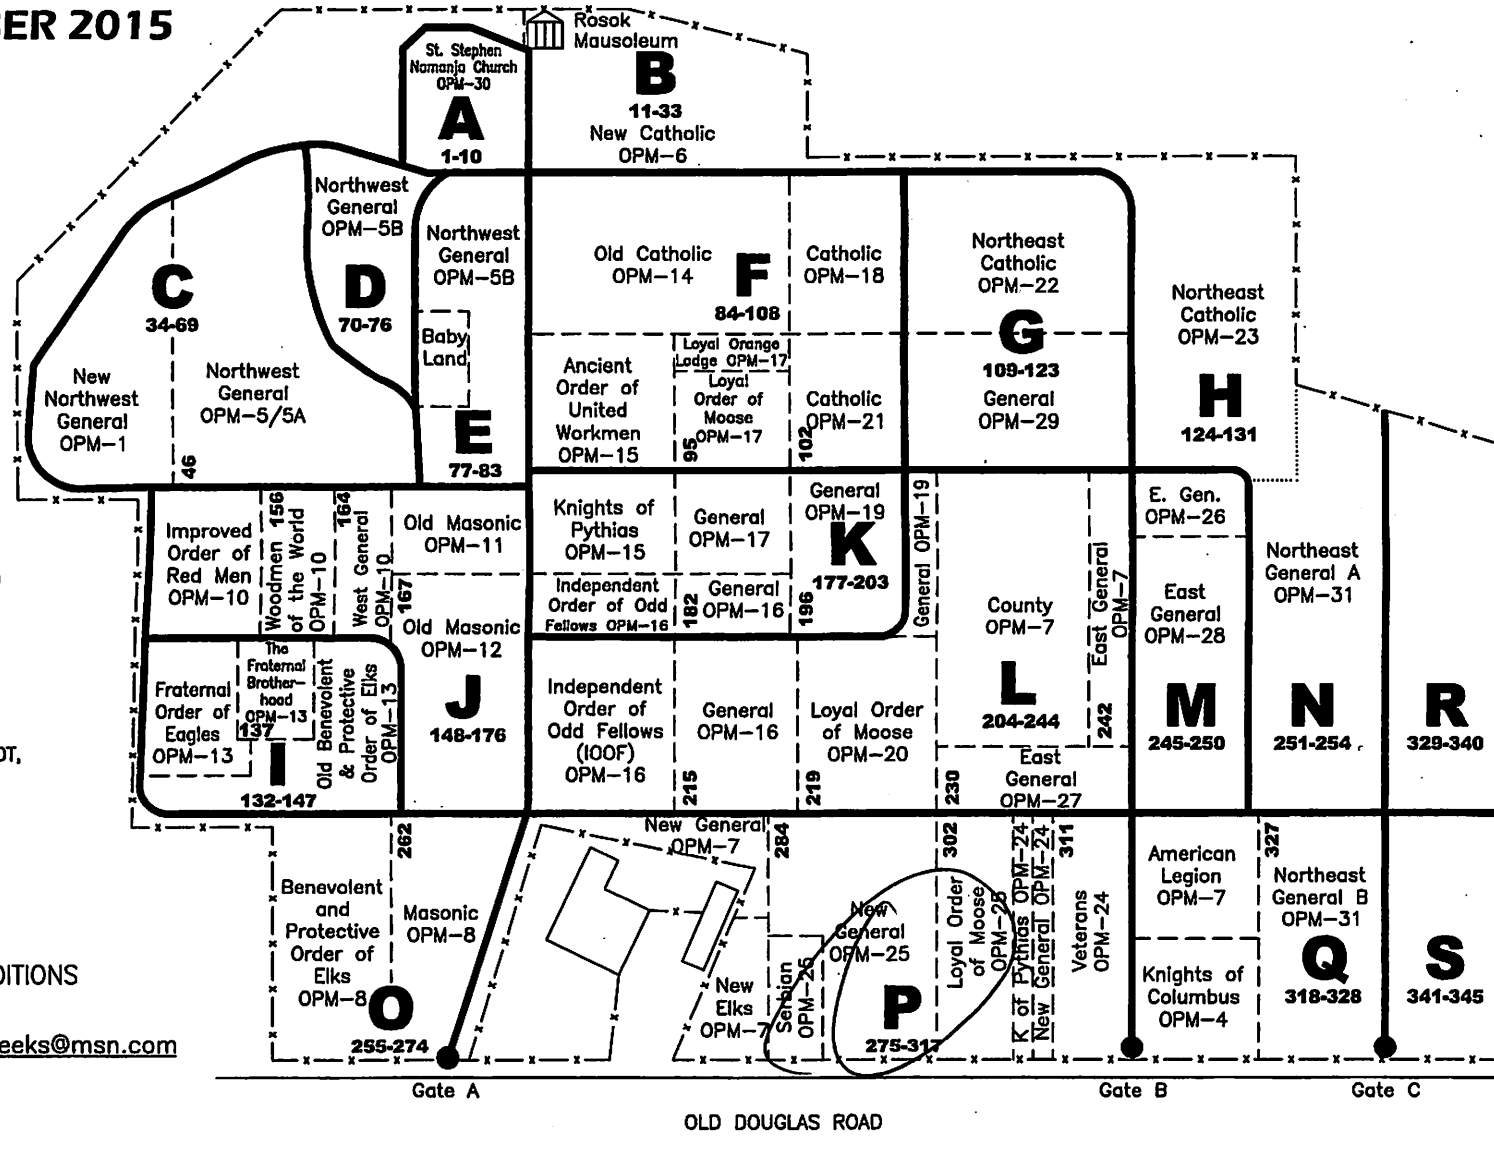 ER 2015
Rosok
Mausoleum
St. Stephen
Nemanja Church
OPM-30
A
1-10
B
11-33
New Catholic
OPM-6
Northwest
General
OPM-5B
D
70-76
Northwest
General
OPM-5B
Baby
Land
E
77-83
C
34-69
New
Northwest
General
OPM-1
Northwest
General
OPM-5/5A
46
Old Catholic
OPM-14
F
84-108
Catholic
OPM-18
Loyal Orange
Lodge OPM-17
Ancient
Order of
United
Workmen
OPM-15
Loyal
Order of
Moose
OPM-17
95
Catholic
OPM-21
102
Northeast
Catholic
OPM-22
G
109-123
General
OPM-29
Northeast
Catholic
OPM-23
H
124-131
Improved
Order of
Red Men
OPM-10
Woodmen
of the World
OPM-10
156
164
West General
OPM-10
Old Masonic
OPM-11
167
Old Masonic
OPM-12
J
148-176
Knights of
Pythias
OPM-15
General
OPM-17
General
OPM-19
K
177-203
Independent
Order of Odd
Fellows OPM-16
182
General
OPM-16
196
General OPM-19
County
OPM-7
L
204-244
East General
OPM-7
242
E. Gen.
OPM-26
East
General
OPM-28
M
245-250
Northeast
General A
OPM-31
N
251-254
R
329-340
Fraternal
Order of
Eagles
OPM-13
The
Fraternal
Brother-
hood
OPM-13
137
I
132-147
Old Benevolent
& Protective
Order of Elks
OPM-13
Independent
Order of
Odd Fellows
(IOOF)
OPM-16
General
OPM-16
215
Loyal Order
of Moose
OPM-20
219
230
East
General
OPM-27
OT,
DITIONS
eeks@msn.com
262
Benevolent
and
Protective
Order of
Elks
OPM-8
O
255-274
Masonic
OPM-8
New General
OPM-7
284
New
Elks
OPM-7
Serbian
OPM-25
New
General
OPM-25
P
275-317
302
Loyal Order
of Moose
OPM-25
K of Pythias OPM-24
New General OPM-24
311
Veterans
OPM-24
American
Legion
OPM-7
Knights of
Columbus
OPM-4
327
Northeast
General B
OPM-31
Q
318-328
S
341-345
Gate A
Gate B
Gate C
OLD DOUGLAS ROAD